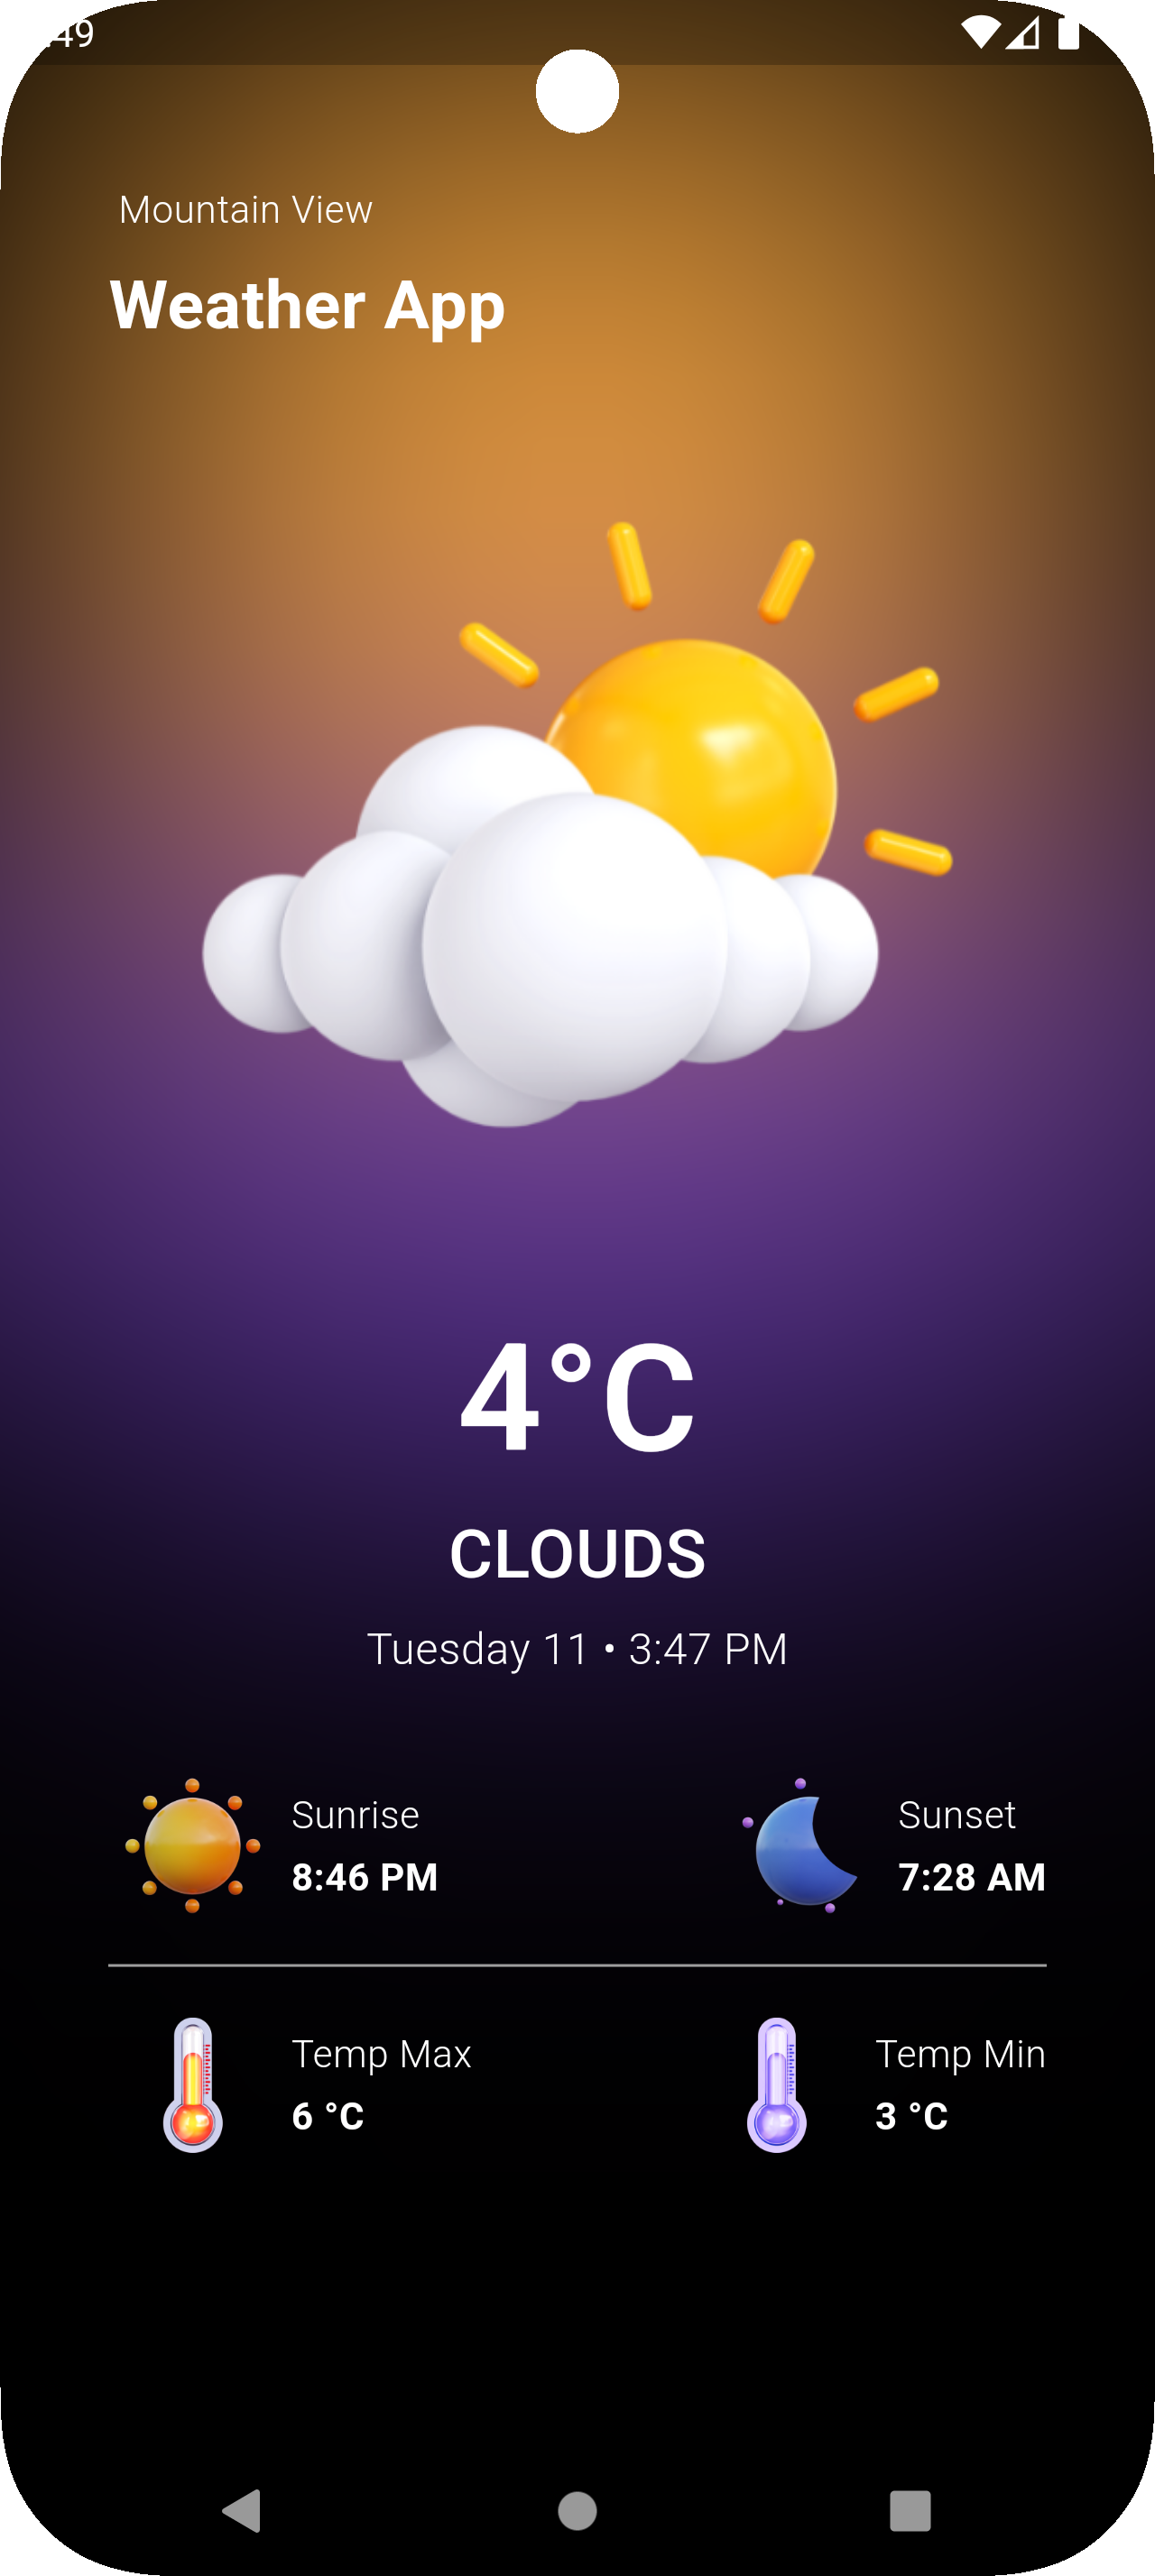 49
Mountain View
Weather App
4°C
CLOUDS
Tuesday 11 • 3:47 PM
Sunrise
8:46 PM
Sunset
7:28 AM
Temp Max
6 °C
Temp Min
3 °C